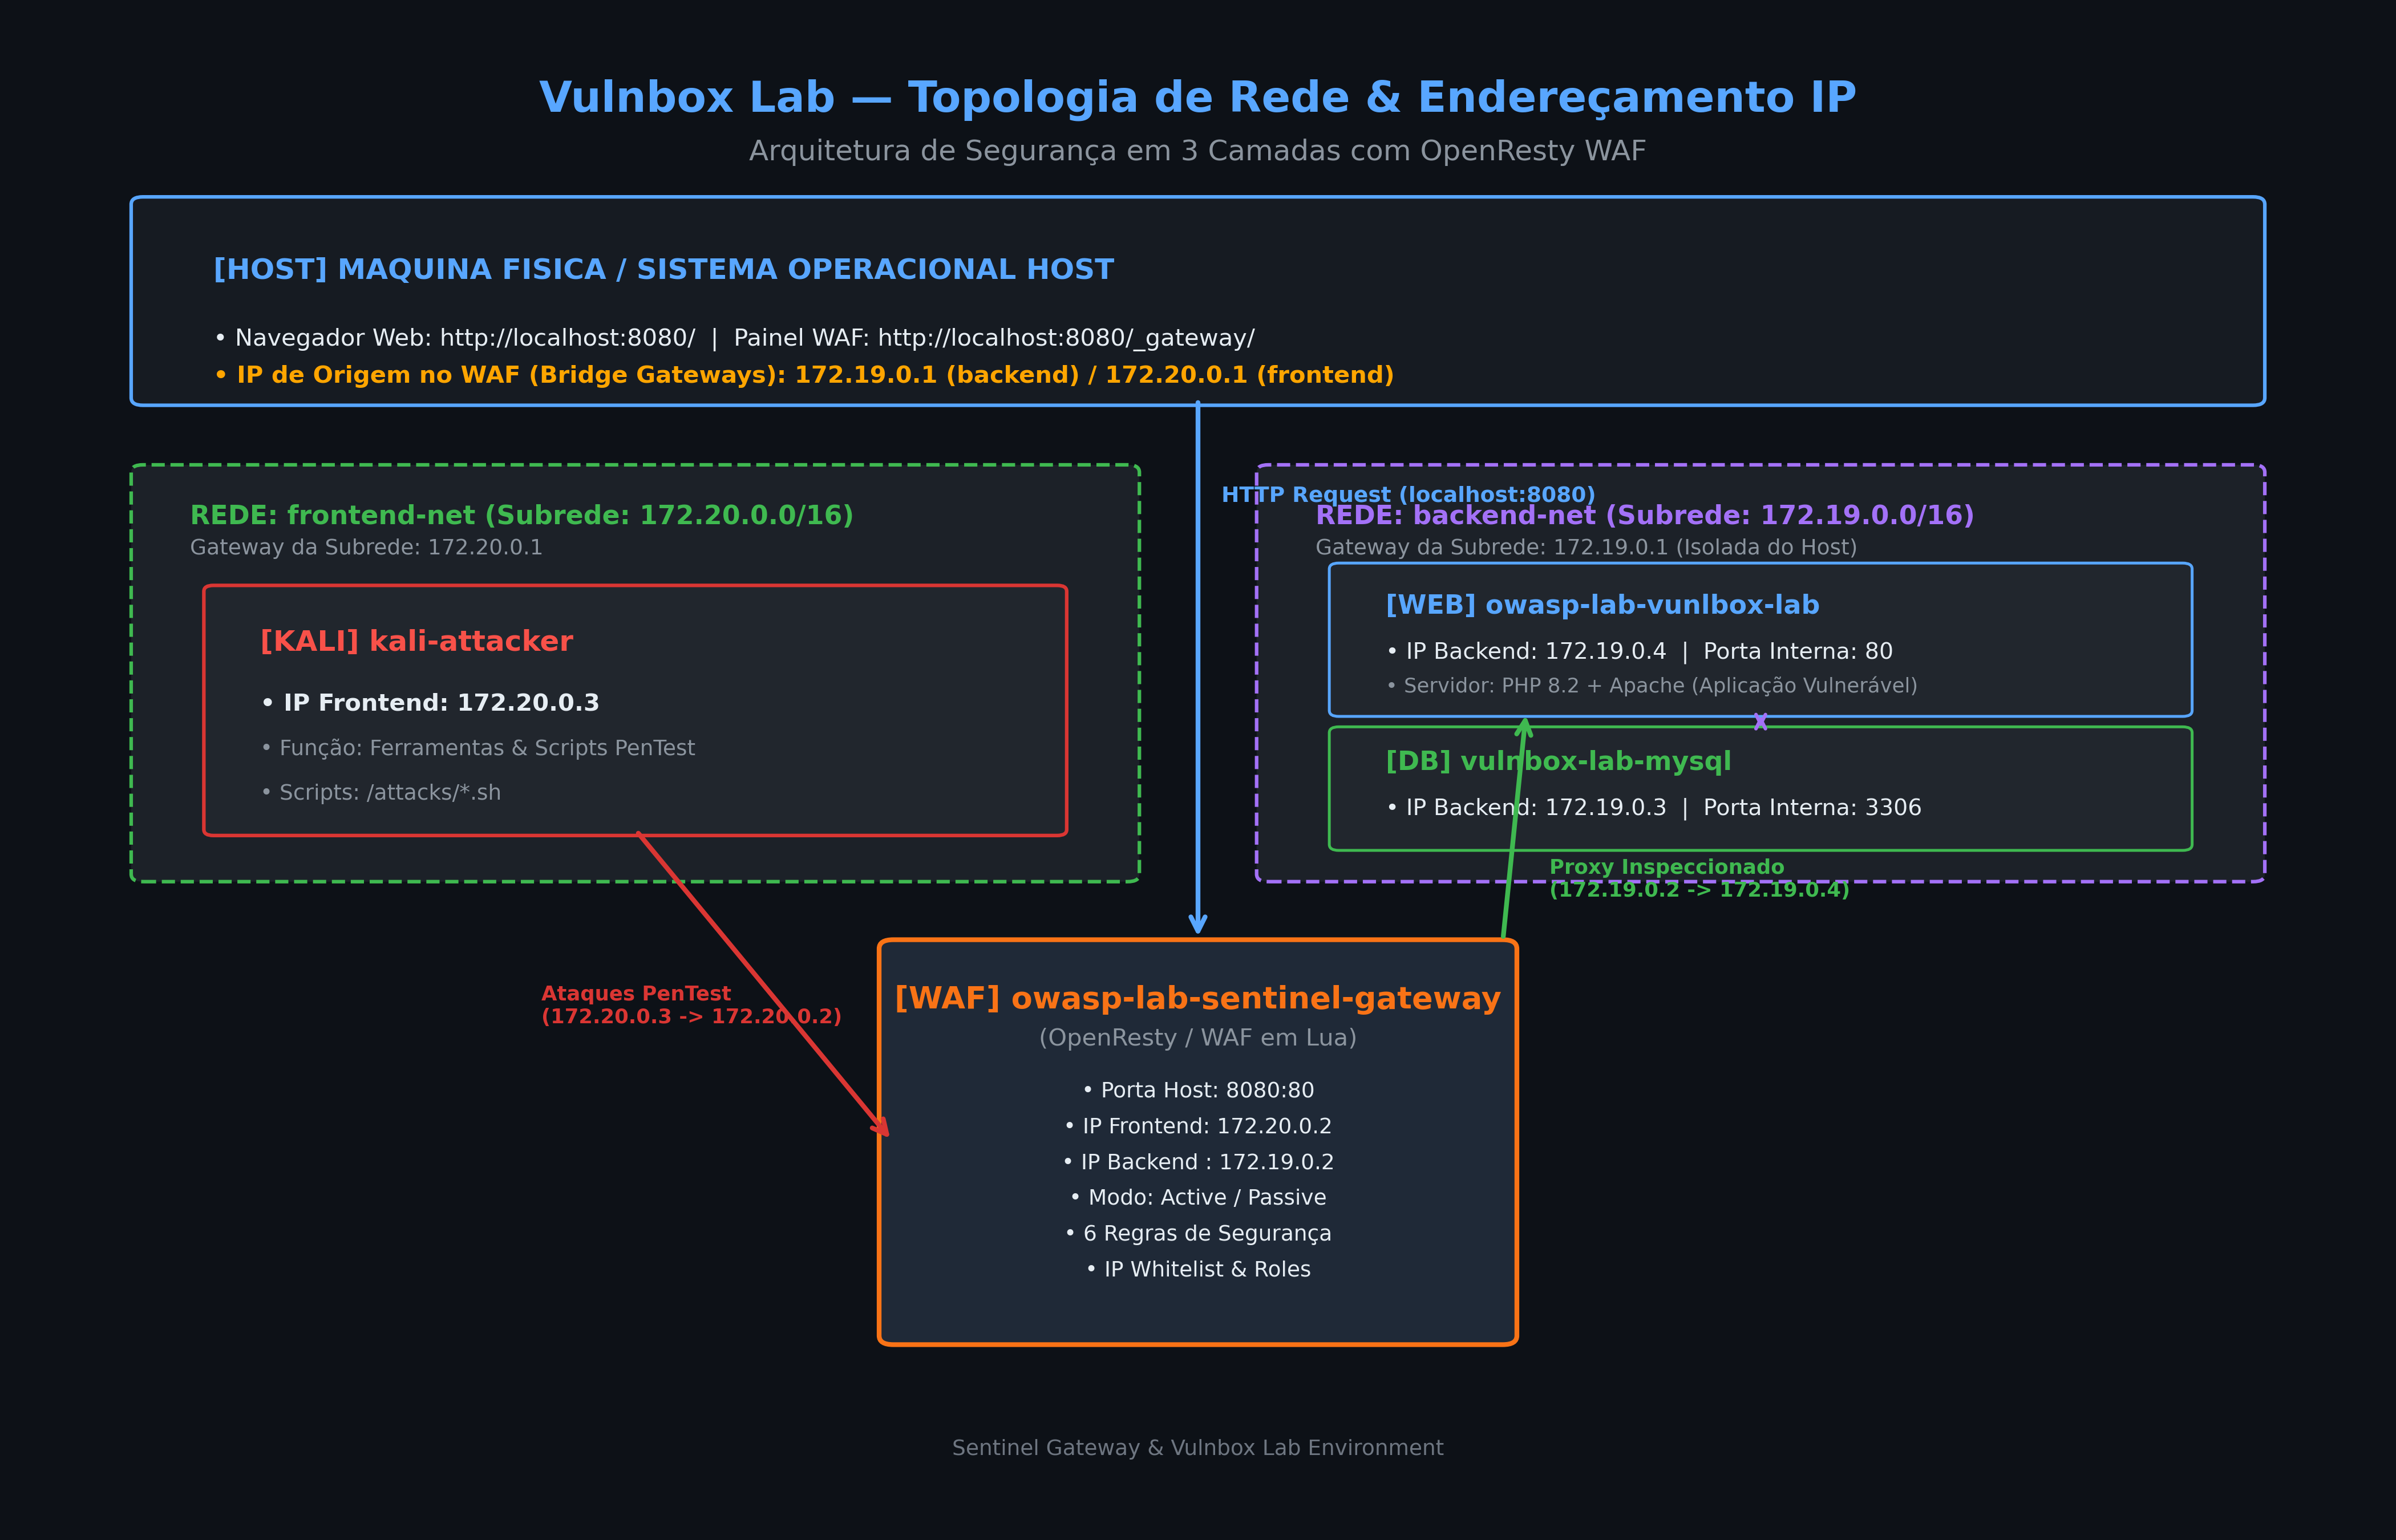 Vulnbox Lab — Topologia de Rede & Endereçamento IP
Arquitetura de Segurança em 3 Camadas com OpenResty WAF
[HOST] MAQUINA FISICA / SISTEMA OPERACIONAL HOST
• Navegador Web: http://localhost:8080/ | Painel WAF: http://localhost:8080/_gateway/
• IP de Origem no WAF (Bridge Gateways): 172.19.0.1 (backend) / 172.20.0.1 (frontend)
HTTP Request (localhost:8080)
REDE: frontend-net (Subrede: 172.20.0.0/16)
Gateway da Subrede: 172.20.0.1
[KALI] kali-attacker
• IP Frontend: 172.20.0.3
• Função: Ferramentas & Scripts PenTest
• Scripts: /attacks/*.sh
REDE: backend-net (Subrede: 172.19.0.0/16)
Gateway da Subrede: 172.19.0.1 (Isolada do Host)
[WEB] owasp-lab-vunlbox-lab
• IP Backend: 172.19.0.4 | Porta Interna: 80
• Servidor: PHP 8.2 + Apache (Aplicação Vulnerável)
[DB] vulnbox-lab-mysql
• IP Backend: 172.19.0.3 | Porta Interna: 3306
Proxy Inspeccionado
(172.19.0.2 -> 172.19.0.4)
Ataques PenTest
(172.20.0.3 -> 172.20.0.2)
[WAF] owasp-lab-sentinel-gateway
(OpenResty / WAF em Lua)
• Porta Host: 8080:80
• IP Frontend: 172.20.0.2
• IP Backend : 172.19.0.2
• Modo: Active / Passive
• 6 Regras de Segurança
• IP Whitelist & Roles
Sentinel Gateway & Vulnbox Lab Environment